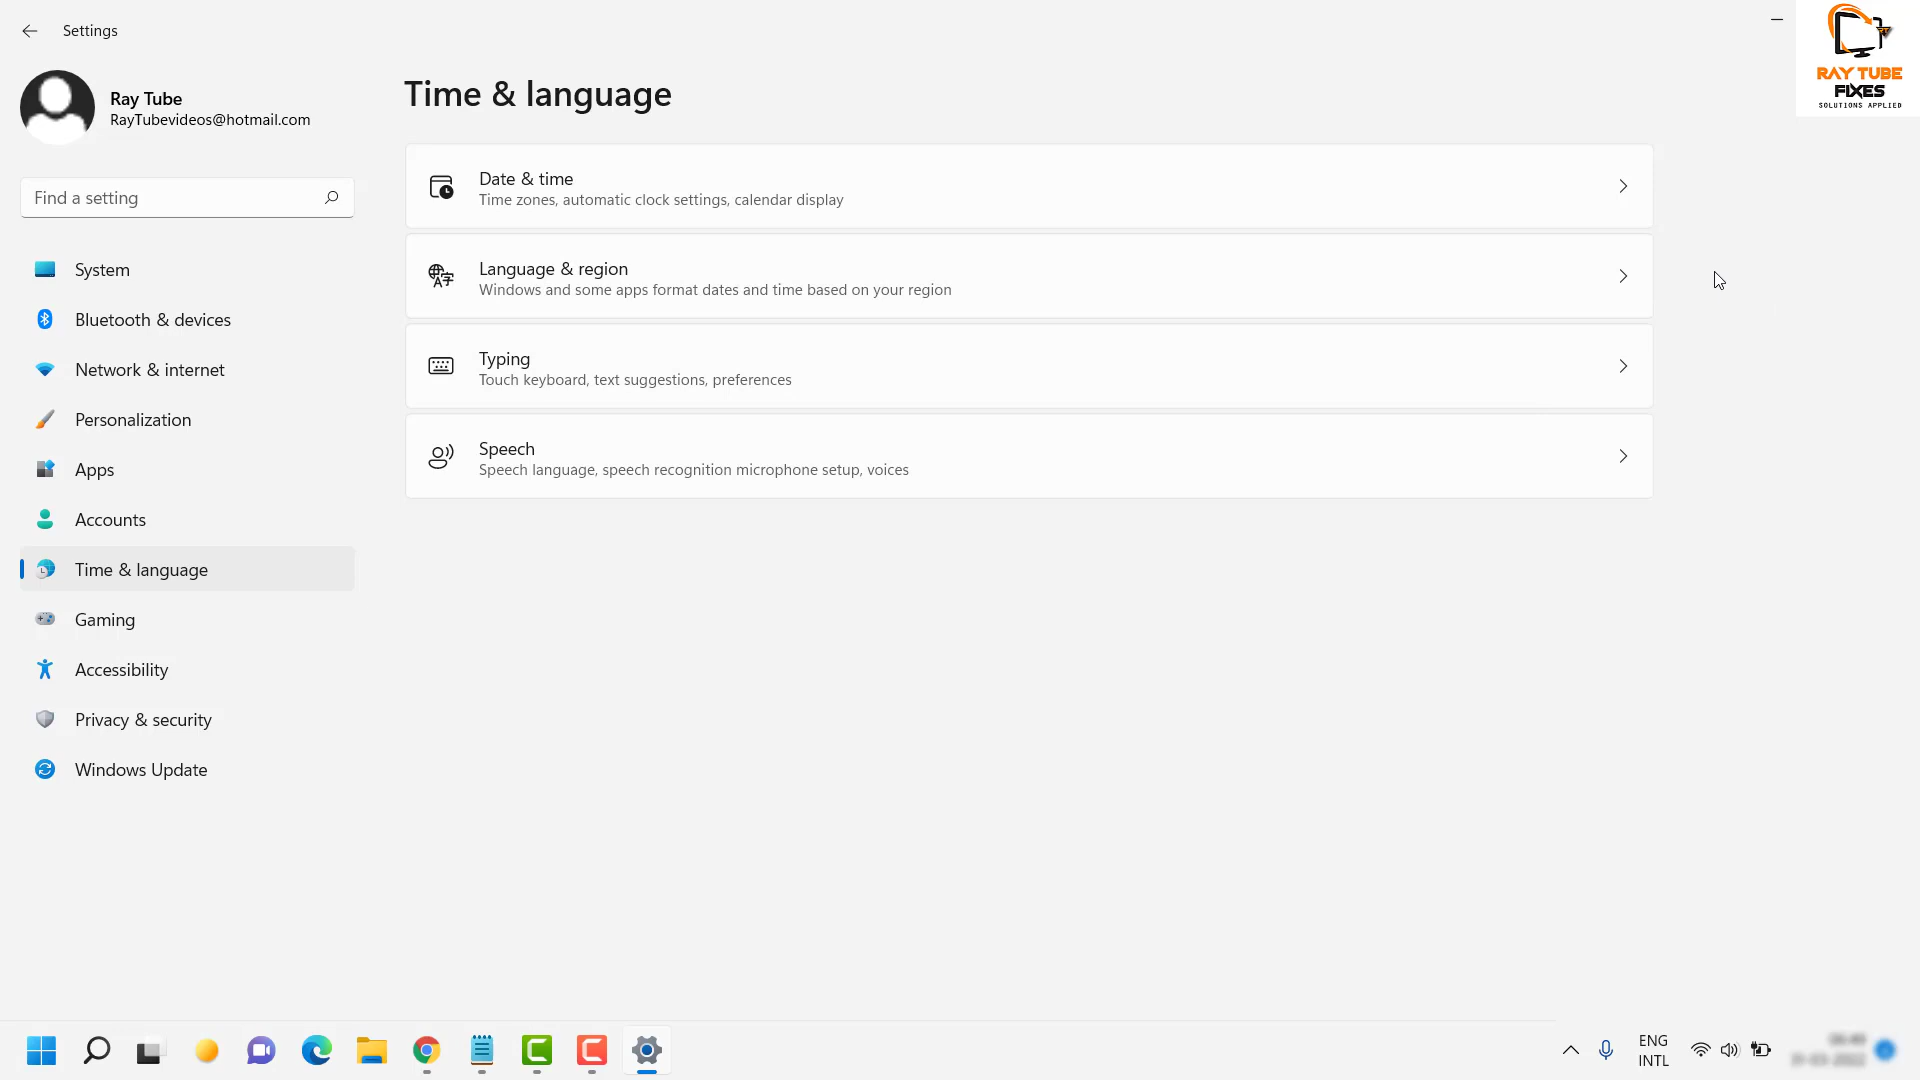 Settings
Ray Tube
RayTubevideos@hotmail.com
Find a setting
System
Bluetooth & devices
Network & internet
Personalization
Apps
Accounts
Time & language
Gaming
Accessibility
Privacy & security
Windows Update
Time & language
Date & time
Time zones, automatic clock settings, calendar display
Language & region
Windows and some apps format dates and time based on your region
Typing
Touch keyboard, text suggestions, preferences
Speech
Speech language, speech recognition microphone setup, voices
RAY TUBE
FIXES
SOLUTIONS APPLIED
ENG
INTL